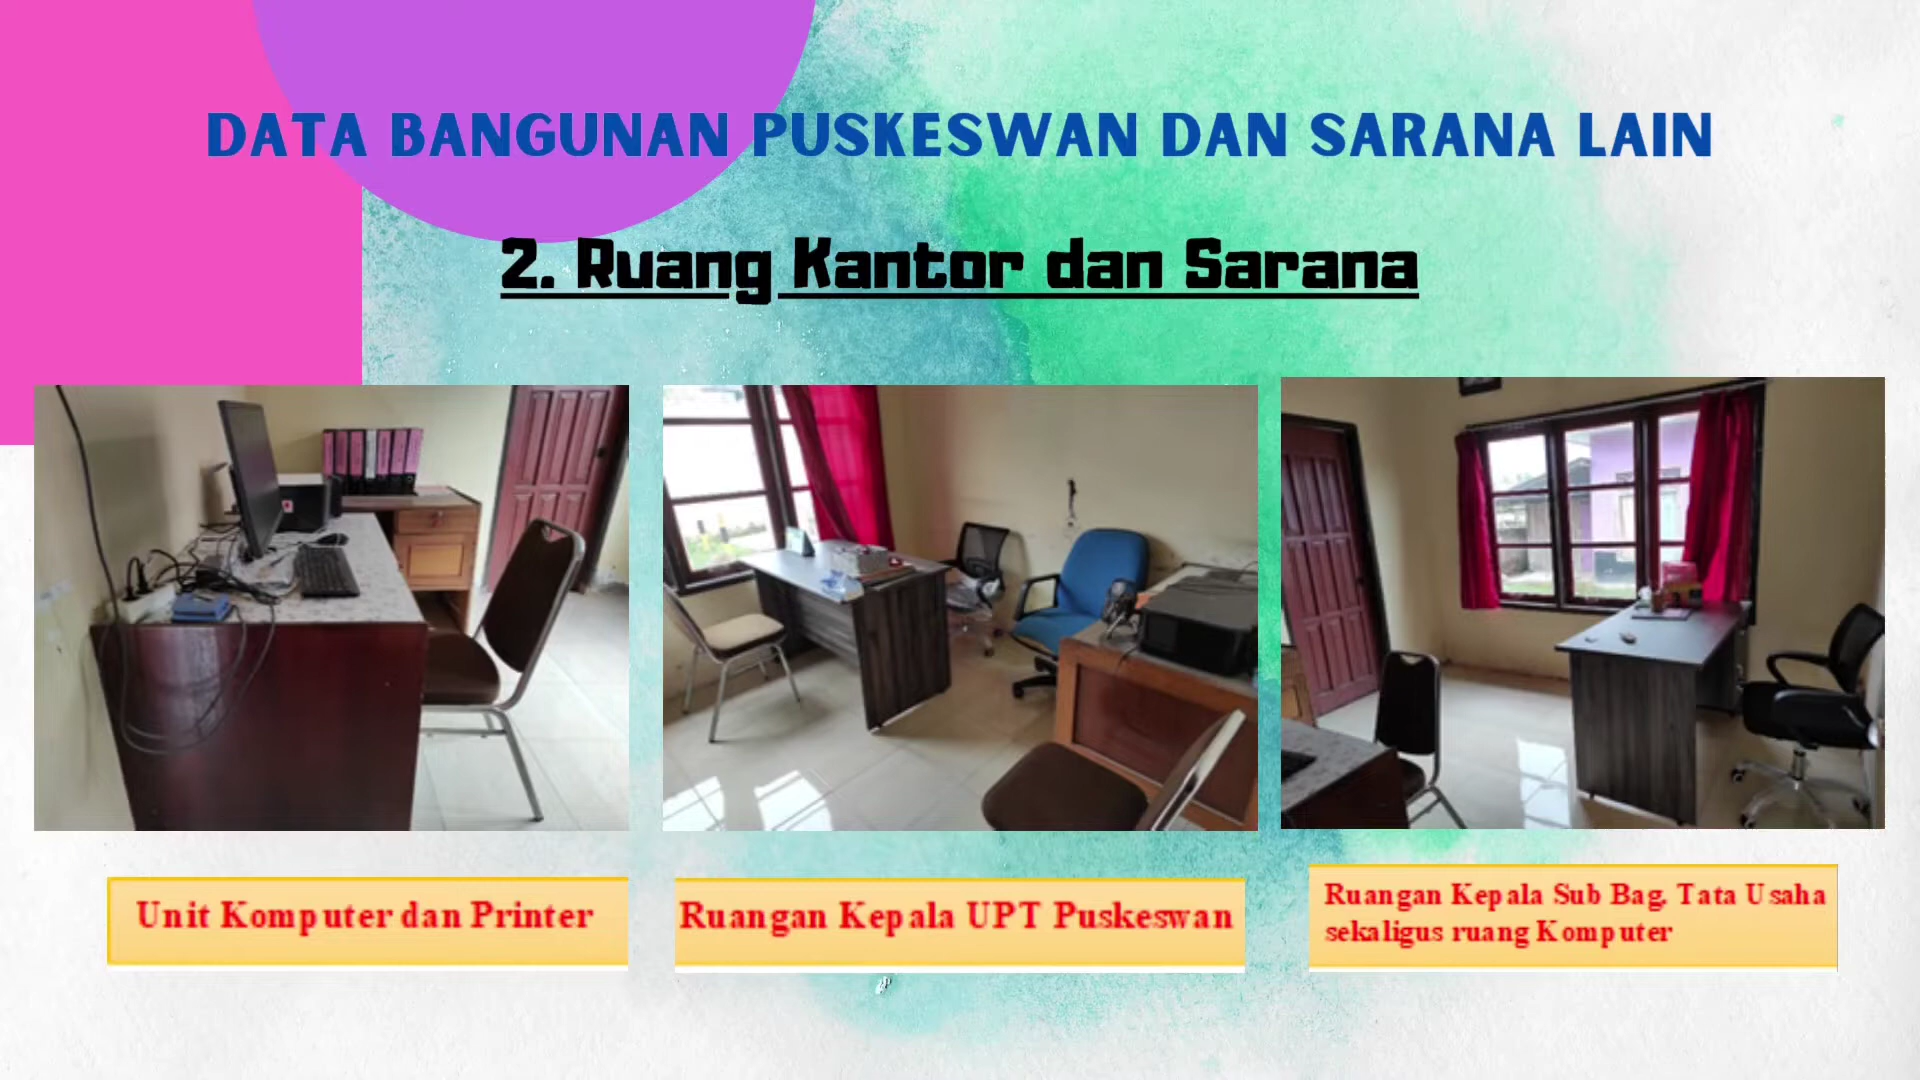 DATA BANGUNAN PUSKESWAN DAN SARANA LAIN
2. Ruang Kantor dan Sarana
Unit Komputer dan Printer
Ruangan Kepala UPT Puskeswan
Ruangan Kepala Sub Bag. Tata Usaha
sekaligus ruang Komputer